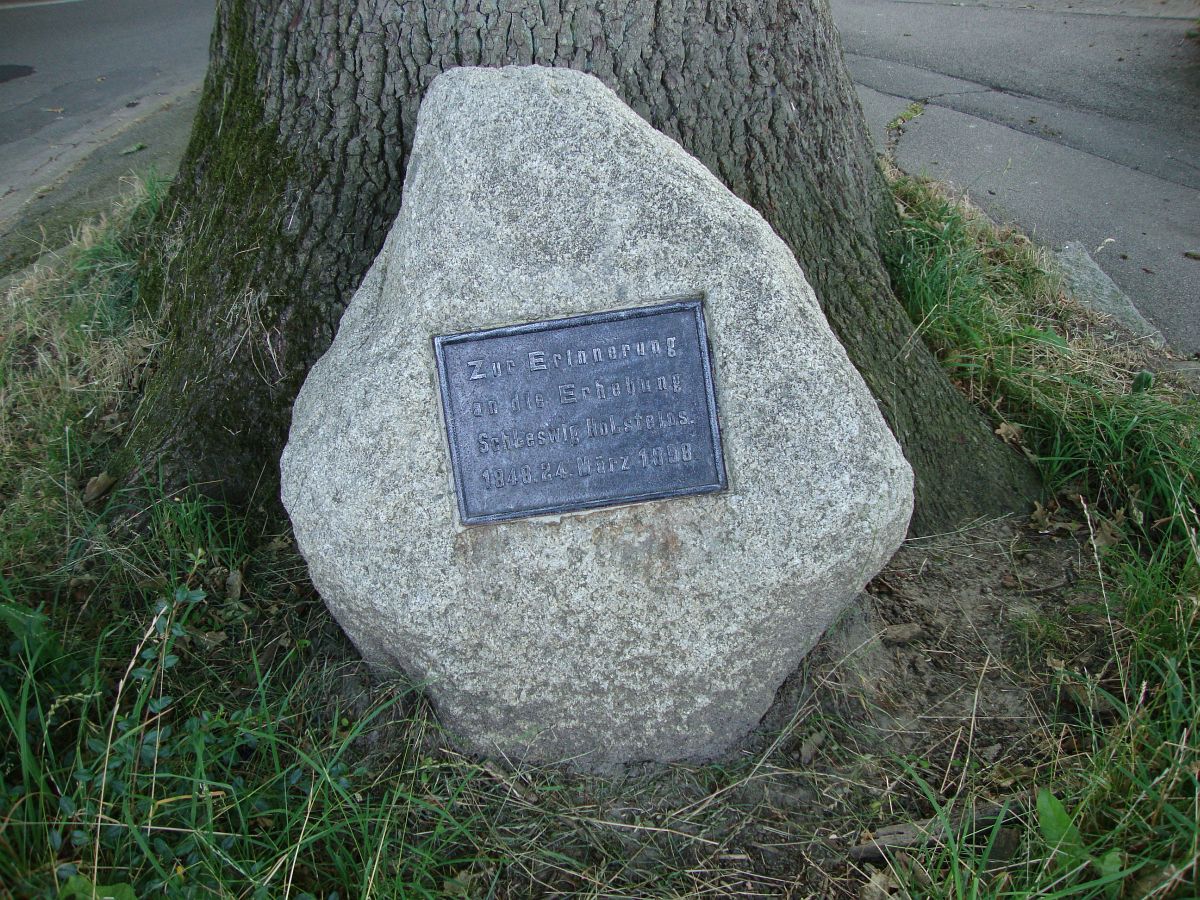 Zur Erinnerung
an die Erhebung
Schleswig Holsteins.
1848.24. März 1898